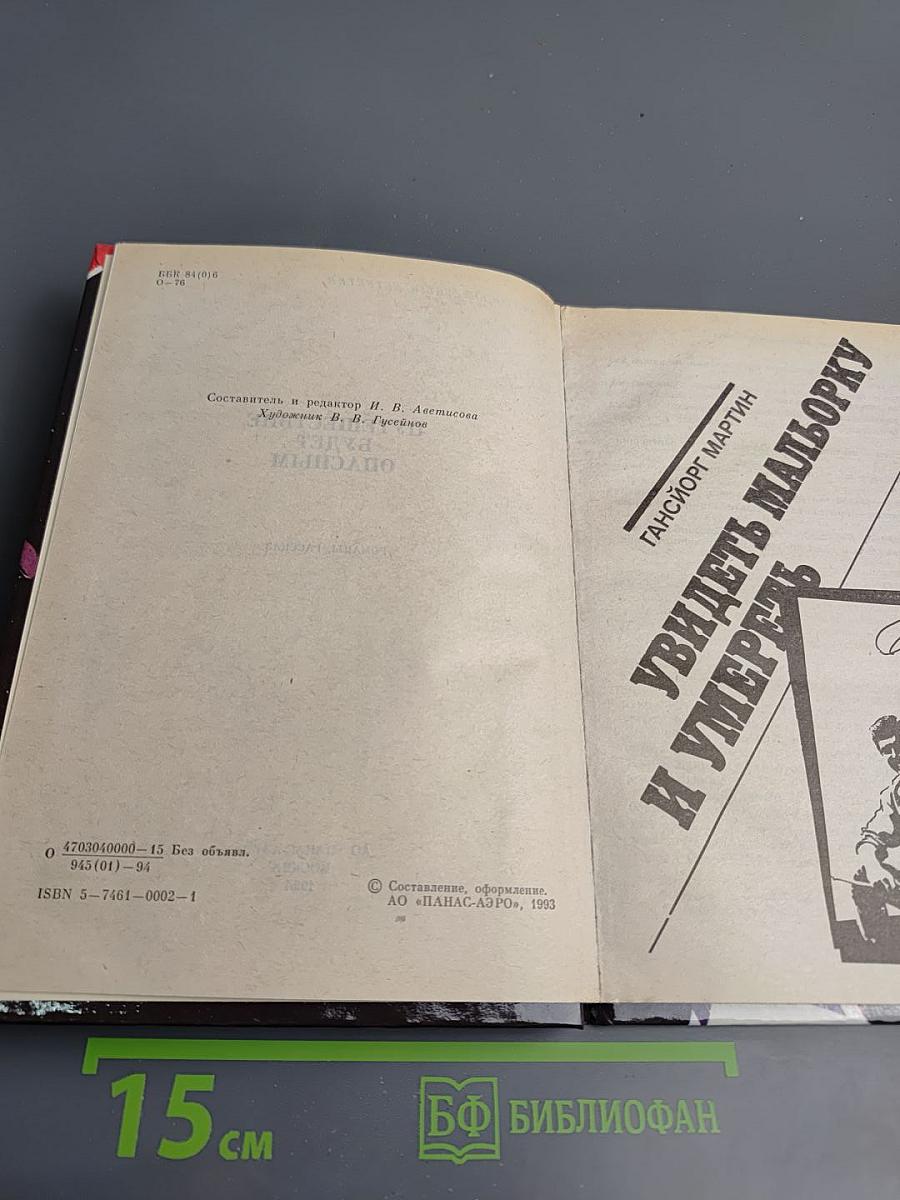 ББК 84(0)6
О—76
Составитель и редактор И. В. Аветисова
Художник В. В. Гусейнов
О 4703040000—15 Без объявл.
945(01)—94
ISBN 5—7461—0002—1
© Составление, оформление.
АО «ПАНАС-АЭРО», 1993
ГАНСЙОРГ МАРТИН
УВИДЕТЬ МАЛЬОРКУ
И УМЕРЕТЬ
15 см
БФ БИБЛИОФАН